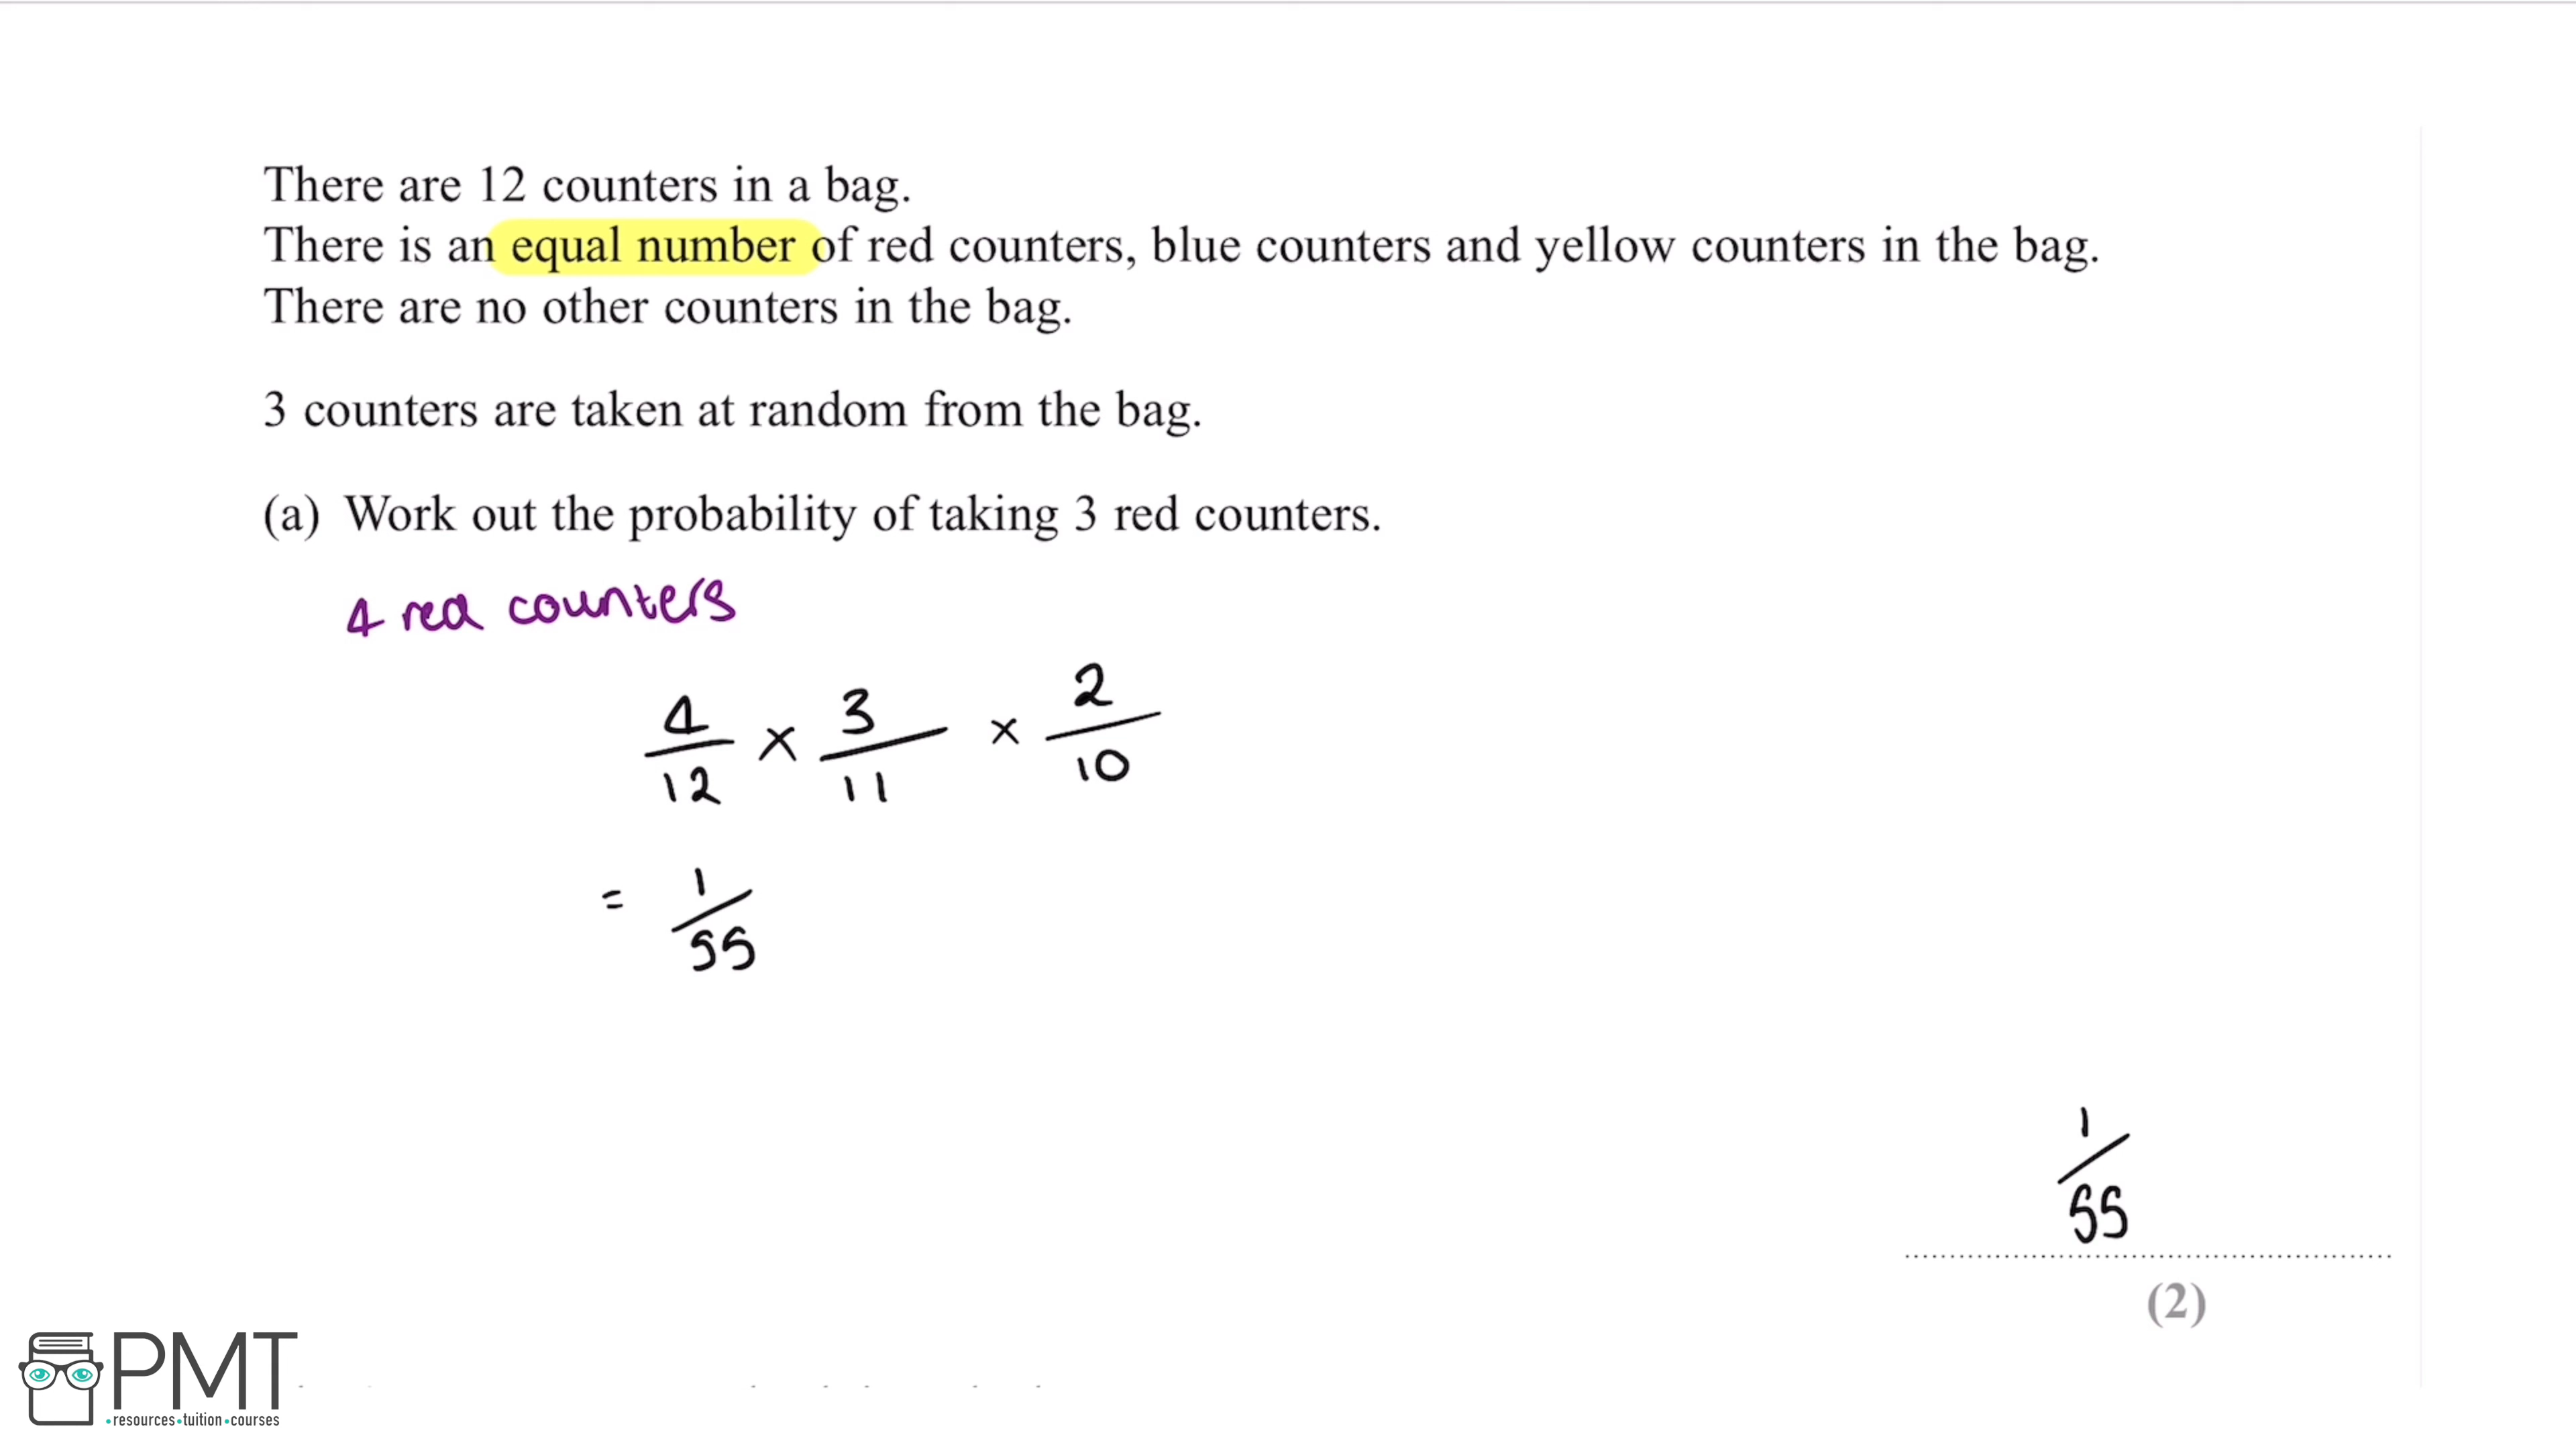 There are 12 counters in a bag.
There is an equal number of red counters, blue counters and yellow counters in the bag.
There are no other counters in the bag.
3 counters are taken at random from the bag.
(a) Work out the probability of taking 3 red counters.
4 red counters
4/12 × 3/11 × 2/10
= 1/55
1/55
(2)
PMT
•resources•tuition•courses